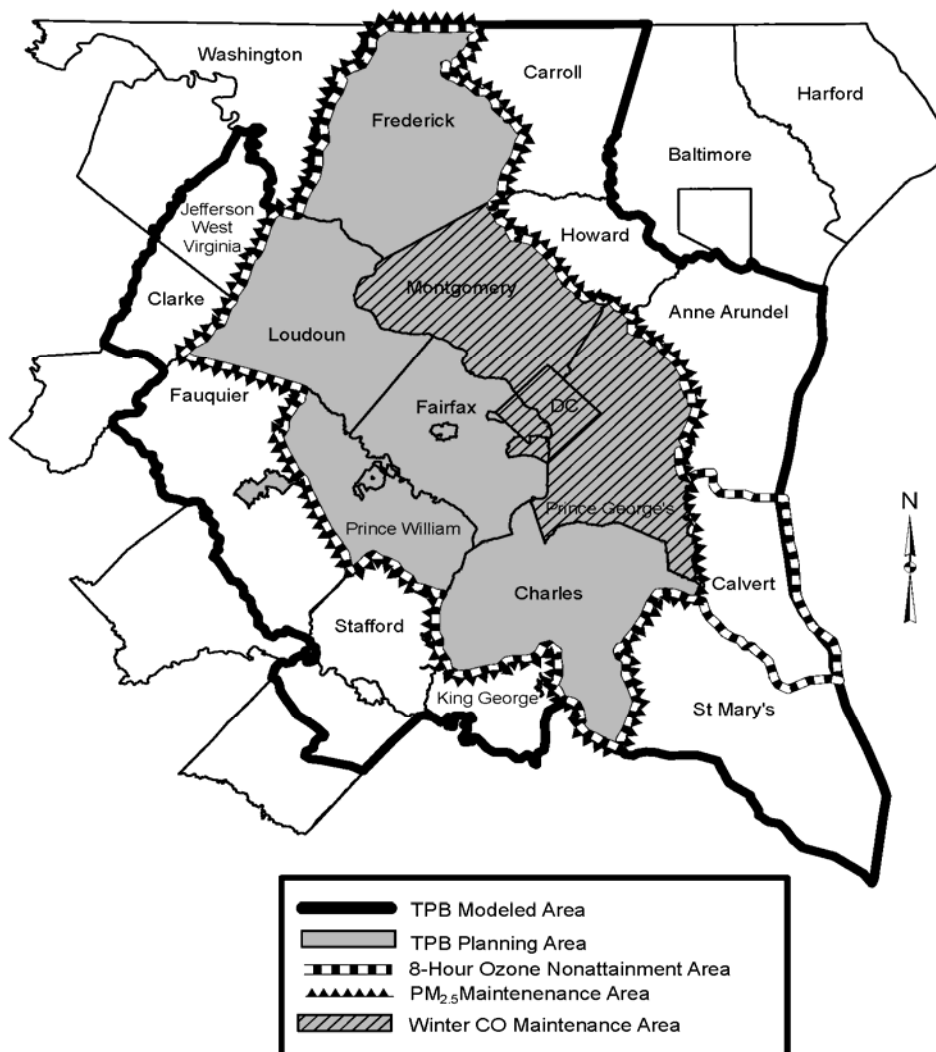 Washington
Carroll
Harford
Frederick
Baltimore
Jefferson
West
Virginia
Howard
Montgomery
Clarke
Anne Arundel
Loudoun
Fauquier
Fairfax
DC
N
Prince George's
Prince William
Calvert
Charles
Stafford
King George
St Mary's
TPB Modeled Area
TPB Planning Area
8-Hour Ozone Nonattainment Area
PM2.5 Maintenenance Area
Winter CO Maintenance Area